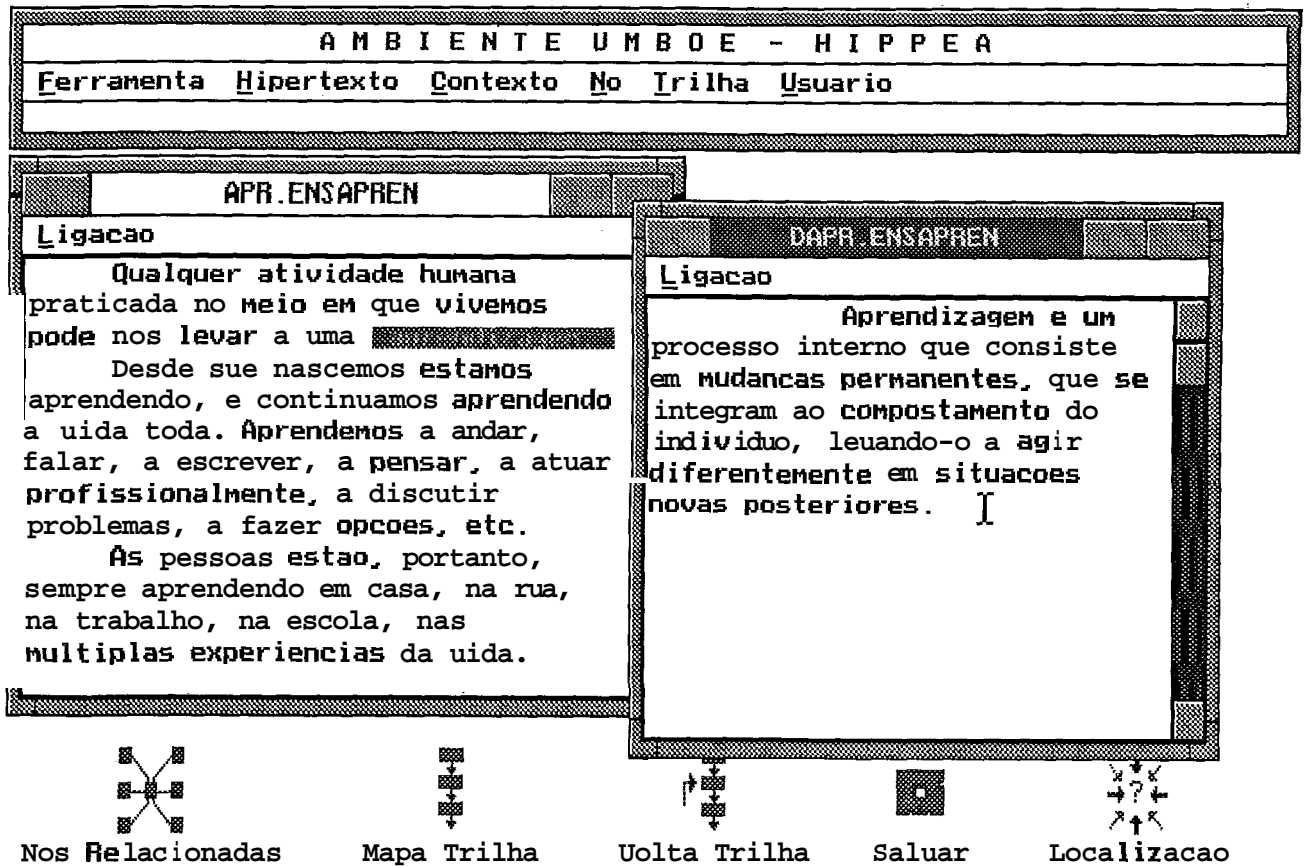 AMBIENTE UMBOE - HIPPEA
Ferramenta Hipertexto Contexto No Trilha Usuario
APR.ENSAPREN
Ligacao
Qualquer atividade humana
praticada no meio em que vivemos
pode nos levar a uma
Desde sue nascemos estamos
aprendendo, e continuamos aprendendo
a uida toda. Aprendemos a andar,
falar, a escrever, a pensar, a atuar
profissionalmente, a discutir
problemas, a fazer opcoes, etc.
As pessoas estao, portanto,
sempre aprendendo em casa, na rua,
na trabalho, na escola, nas
multiplas experiencias da uida.
DAPR.ENSAPREN
Ligacao
Aprendizagem e um
processo interno que consiste
em mudancas permanentes, que se
integram ao compostamento do
individuo, leuando-o a agir
diferentemente em situacoes
novas posteriores.
Nos Relacionadas Mapa Trilha Uolta Trilha Saluar Localizacao